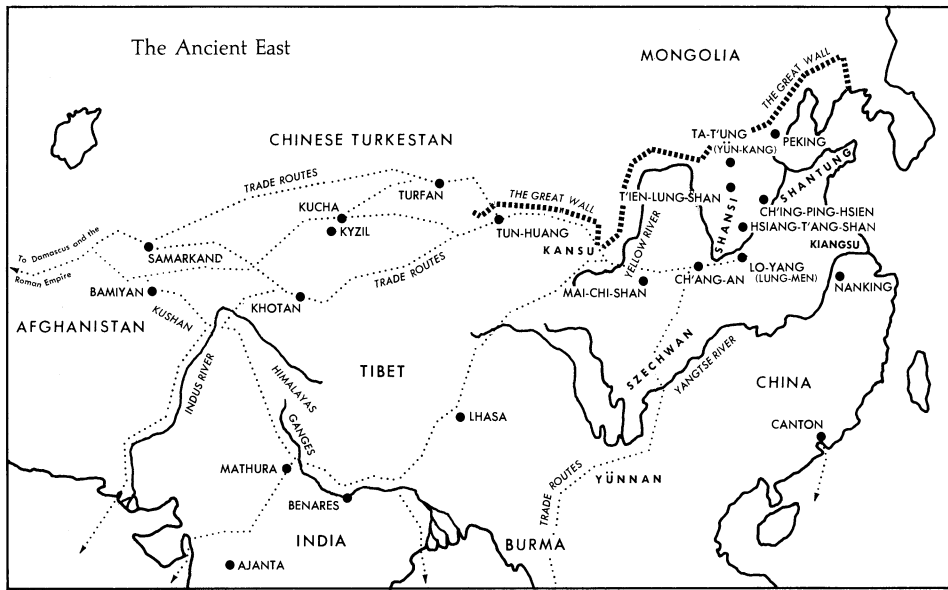 The Ancient East
MONGOLIA
THE GREAT WALL
CHINESE TURKESTAN
TA-T'UNG
(YÜN-KANG)
PEKING
TRADE ROUTES
TURFAN
SHANTUNG
T'IEN-LUNG-SHAN
THE GREAT WALL
KUCHA
KYZIL
TUN-HUANG
SHANSI
CH'ING-PING-HSIEN
HSIANG-T'ANG-SHAN
KANSU
YELLOW RIVER
KIANGSU
To Damascus and the
Roman Empire
SAMARKAND
TRADE ROUTES
LO-YANG
(LUNG-MEN)
CH'ANG-AN
MAI-CHI-SHAN
NANKING
BAMIYAN
KHOTAN
KUSHAN
AFGHANISTAN
INDUS RIVER
HIMALAYAS
TIBET
SZECHWAN
YANGTSE RIVER
CHINA
GANGES
LHASA
CANTON
MATHURA
TRADE ROUTES
YÜNNAN
BENARES
INDIA
BURMA
AJANTA